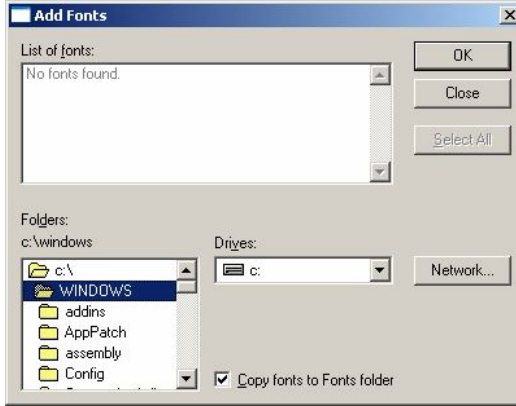 Add Fonts
List of fonts:
No fonts found.
OK
Close
Select All
Folders:
c:\windows
Drives:
c:\
c:
Network...
WINDOWS
addins
AppPatch
assembly
Config
Copy fonts to Fonts folder